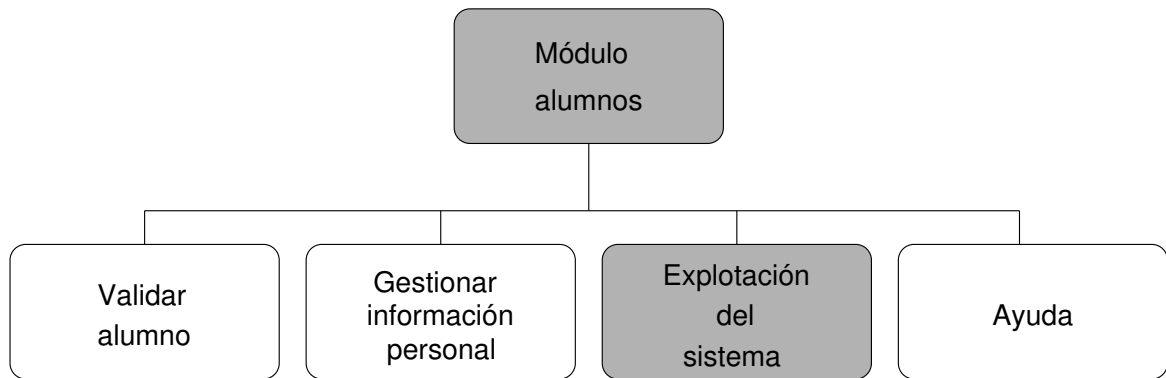 Módulo
alumnos
Validar
alumno
Gestionar
información
personal
Explotación
del
sistema
Ayuda